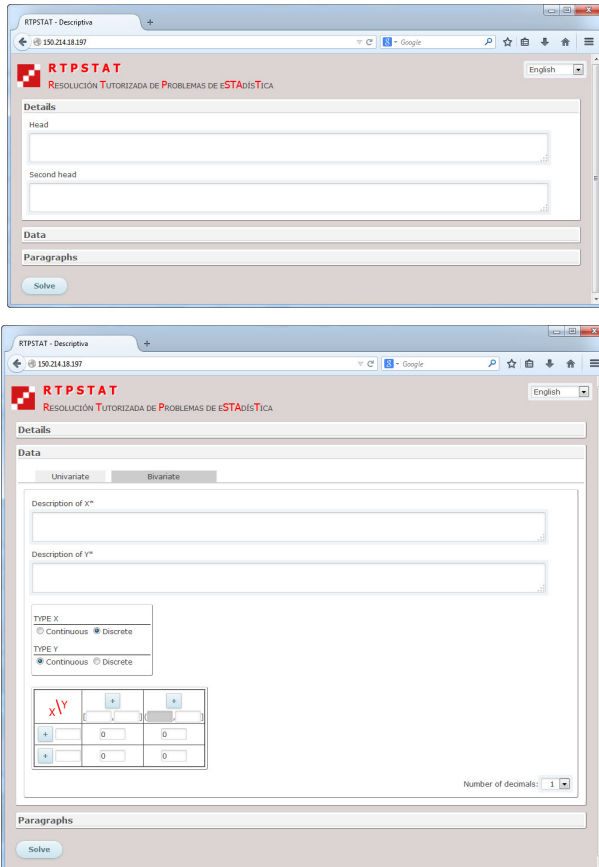 RTPSTAT - Descriptiva
+
150.214.18.197
8 - Google
RTPSTAT
English
RESOLUCIÓN TUTORIZADA DE PROBLEMAS DE ESTADÍSTICA
Details
Head
Second head
Data
Paragraphs
Solve
RTPSTAT - Descriptiva
+
150.214.18.197
8 - Google
RTPSTAT
English
RESOLUCIÓN TUTORIZADA DE PROBLEMAS DE ESTADÍSTICA
Details
Data
Univariate Bivariate
Description of X*
Description of Y*
TYPE X
Continuous Discrete
TYPE Y
Continuous Discrete
X\Y + +
[ , ] ( , ]
+ 0 0
+ 0 0
Number of decimals: 1
Paragraphs
Solve